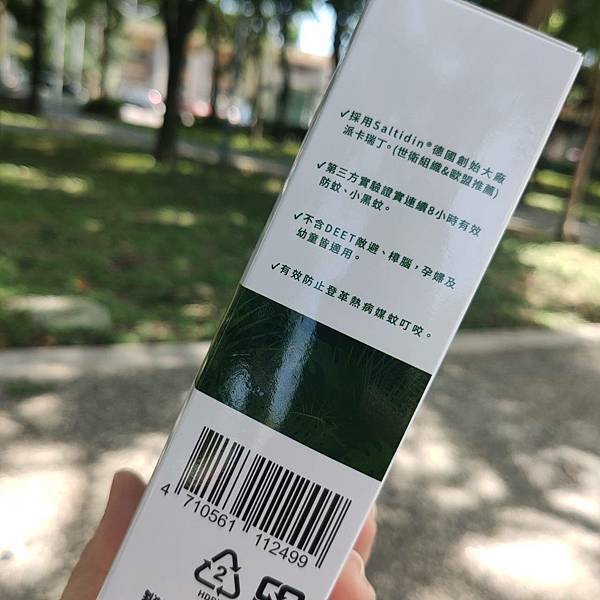 ✓採用Saltidin®德國創始大廠
派卡瑞丁。(世衛組織&歐盟推薦)
✓第三方實驗證實連續8小時有效
防蚊、小黑蚊。
✓不含DEET敵避、樟腦，孕婦及
幼童皆適用。
✓有效防止登革熱病媒蚊叮咬。
4 710561 112499
2